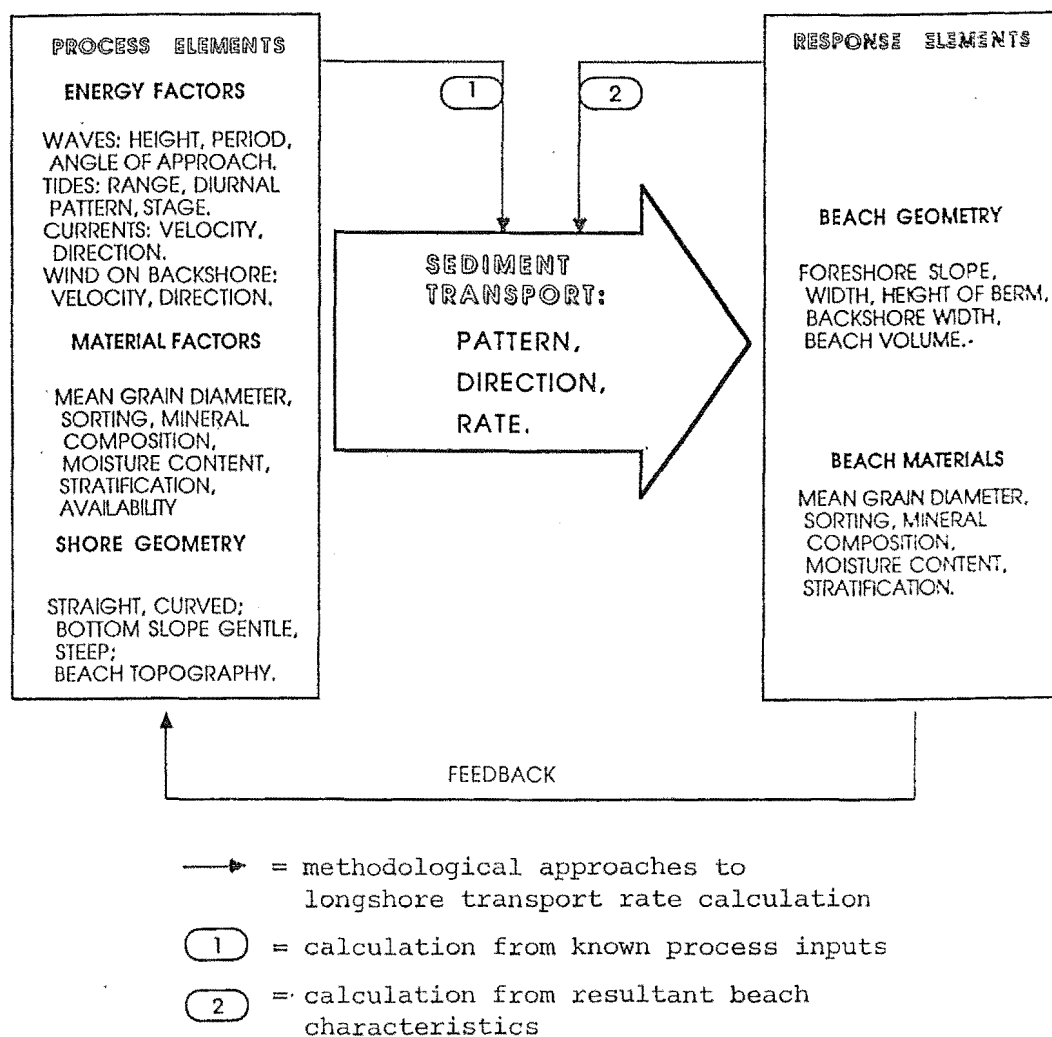 PROCESS ELEMENTS
ENERGY FACTORS
WAVES: HEIGHT, PERIOD,
ANGLE OF APPROACH.
TIDES: RANGE, DIURNAL
PATTERN, STAGE.
CURRENTS: VELOCITY,
DIRECTION.
WIND ON BACKSHORE:
VELOCITY, DIRECTION.
MATERIAL FACTORS
MEAN GRAIN DIAMETER,
SORTING, MINERAL
COMPOSITION,
MOISTURE CONTENT,
STRATIFICATION,
AVAILABILITY
SHORE GEOMETRY
STRAIGHT, CURVED;
BOTTOM SLOPE GENTLE,
STEEP;
BEACH TOPOGRAPHY.
1
2
SEDIMENT
TRANSPORT:
PATTERN,
DIRECTION,
RATE.
RESPONSE ELEMENTS
BEACH GEOMETRY
FORESHORE SLOPE,
WIDTH, HEIGHT OF BERM,
BACKSHORE WIDTH,
BEACH VOLUME.
BEACH MATERIALS
MEAN GRAIN DIAMETER,
SORTING, MINERAL
COMPOSITION,
MOISTURE CONTENT,
STRATIFICATION.
FEEDBACK
= methodological approaches to
longshore transport rate calculation
1 = calculation from known process inputs
2 = calculation from resultant beach
characteristics